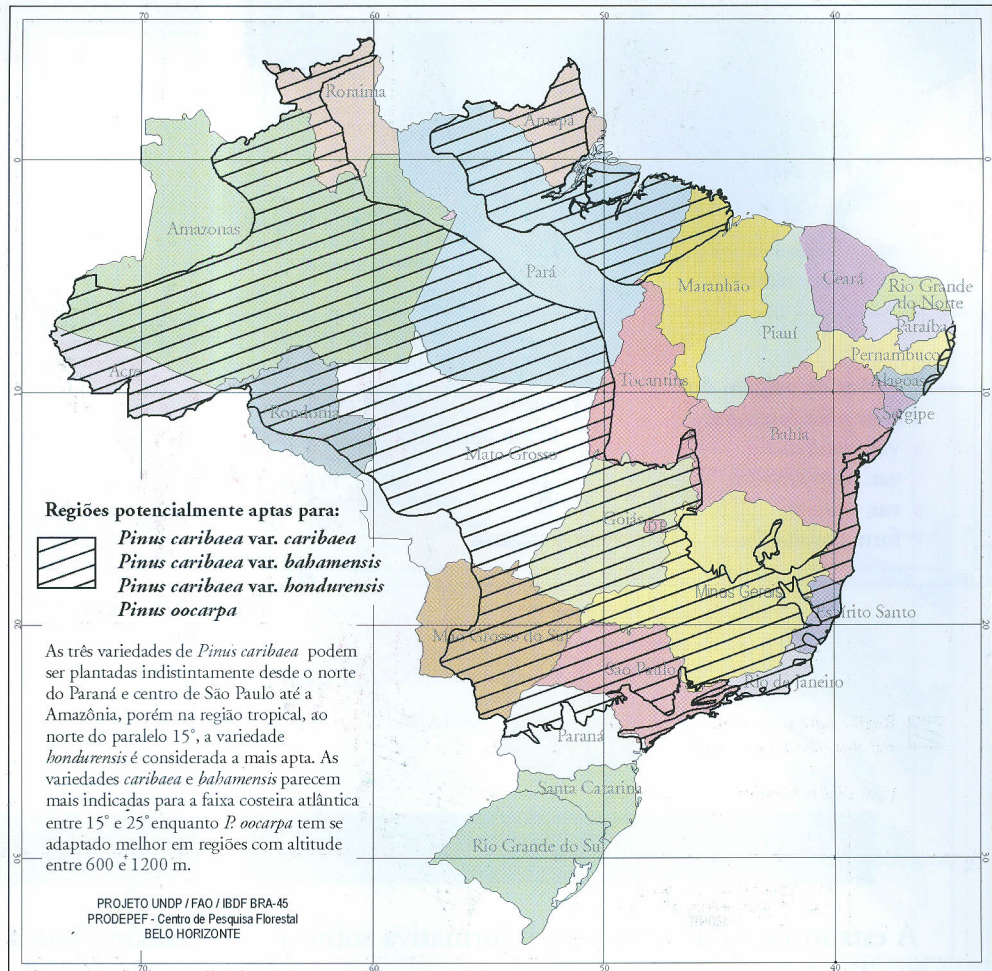 70
60
50
40
Roraima
Amapá
0
0
Amazonas
Pará
Maranhão
Ceará
Rio Grande
do Norte
Paraíba
Piauí
Pernambuco
Acre
Tocantins
Alagoas
10
Rondônia
Sergipe
Bahia
Mato Grosso
Regiões potencialmente aptas para:
Pinus caribaea var. caribaea
Pinus caribaea var. bahamensis
Pinus caribaea var. hondurensis
Pinus oocarpa
Goiás
DF
Minas Gerais
Espírito Santo
20
20
Mato Grosso do Sul
São Paulo
Rio de Janeiro
Paraná
As três variedades de Pinus caribaea podem
ser plantadas indistintamente desde o norte
do Paraná e centro de São Paulo até a
Amazônia, porém na região tropical, ao
norte do paralelo 15°, a variedade
hondurensis é considerada a mais apta. As
variedades caribaea e bahamensis parecem
mais indicadas para a faixa costeira atlântica
entre 15° e 25° enquanto P. oocarpa tem se
adaptado melhor em regiões com altitude
entre 600 e 1200 m.
Santa Catarina
Rio Grande do Sul
30
30
PROJETO UNDP / FAO / IBDF BRA-45
PRODEPEF - Centro de Pesquisa Florestal
BELO HORIZONTE
70
60
50
40